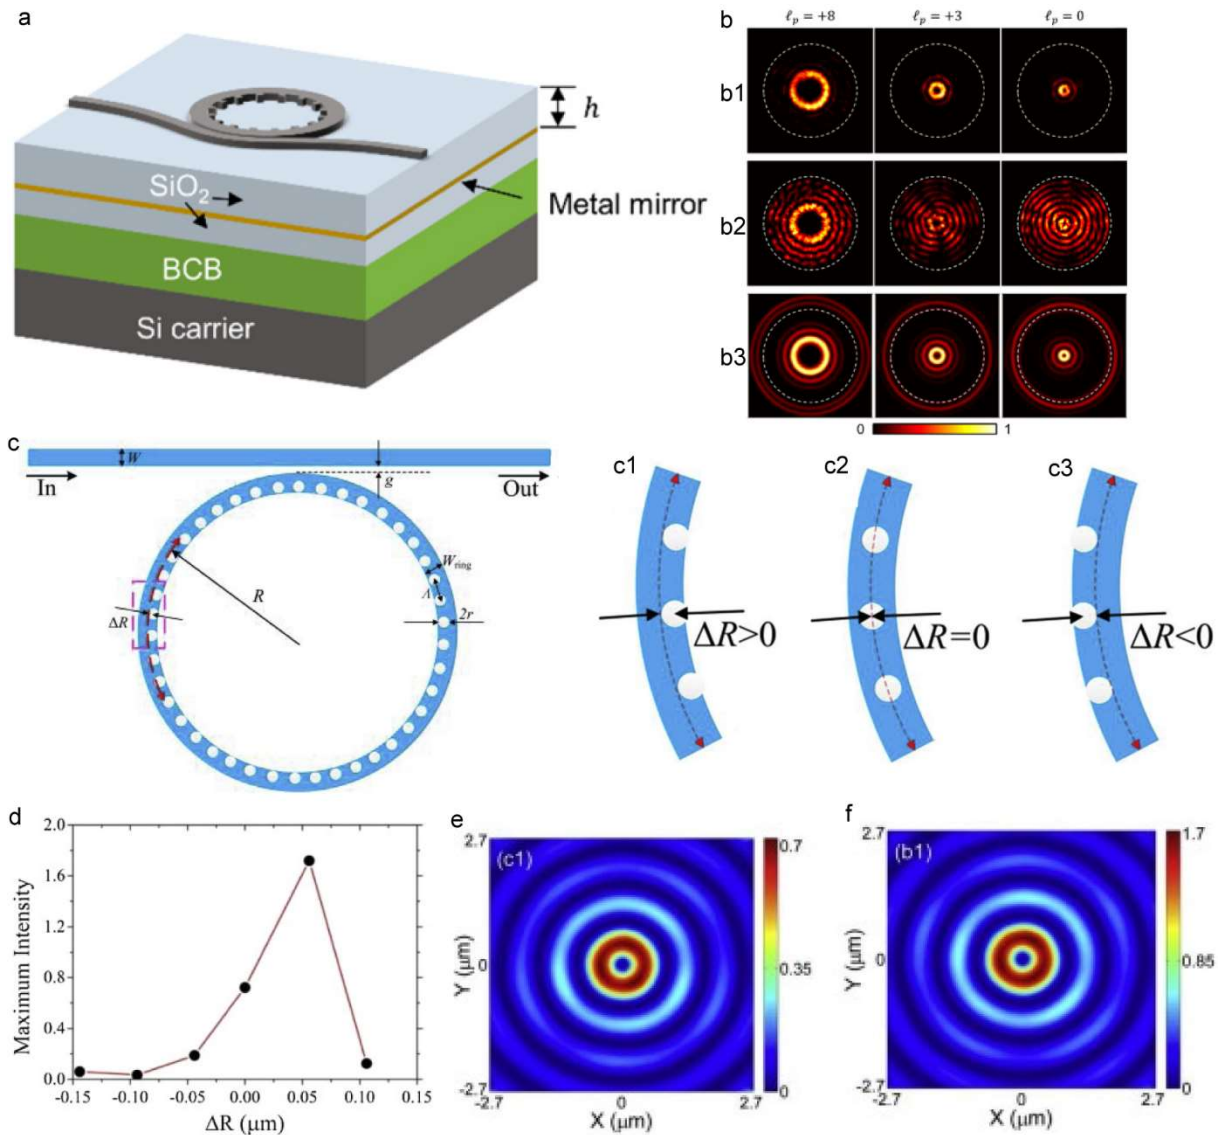 a
h
SiO₂
Metal mirror
BCB
Si carrier
b
ℓₚ = +8 ℓₚ = +3 ℓₚ = 0
b1
b2
b3
0 1
c
W
In
g
Out
W_ring
R
Λ
ΔR
2r
c1
ΔR>0
c2
ΔR=0
c3
ΔR<0
d
2.0
1.6
1.2
0.8
0.4
0.0
Maximum Intensity
-0.15 -0.10 -0.05 0.00 0.05 0.10 0.15
ΔR (μm)
e
2.7
(c1)
0.7
Y (μm)
0
0.35
-2.7
0
-2.7 0 2.7
X (μm)
f
2.7
(b1)
1.7
Y (μm)
0
0.85
-2.7
0
-2.7 0 2.7
X (μm)